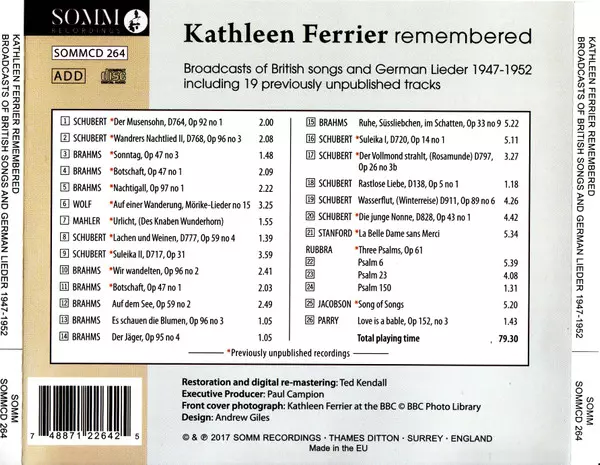 SOMM
RECORDINGS
SOMMCD 264
ADD
Kathleen Ferrier remembered
Broadcasts of British songs and German Lieder 1947-1952
including 19 previously unpublished tracks
1 SCHUBERT *Der Musensohn, D764, Op 92 no 1 2.00
2 SCHUBERT *Wandrers Nachtlied II, D768, Op 96 no 3 2.08
3 BRAHMS *Sonntag, Op 47 no 3 1.48
4 BRAHMS *Botschaft, Op 47 no 1 2.09
5 BRAHMS *Nachtigall, Op 97 no 1 2.22
6 WOLF *Auf einer Wanderung, Mörike-Lieder no 15 3.25
7 MAHLER *Urlicht, (Des Knaben Wunderhorn) 1.55
8 SCHUBERT *Lachen und Weinen, D777, Op 59 no 4 1.39
9 SCHUBERT *Suleika II, D717, Op 31 3.59
10 BRAHMS *Wir wandelten, Op 96 no 2 2.41
11 BRAHMS *Botschaft, Op 47 no 1 2.03
12 BRAHMS Auf dem See, Op 59 no 2 2.49
13 BRAHMS Es schauen die Blumen, Op 96 no 3 1.05
14 BRAHMS Der Jäger, Op 95 no 4 1.05
15 BRAHMS Ruhe, Süssliebchen, im Schatten, Op 33 no 9 5.22
16 SCHUBERT *Suleika I, D720, Op 14 no 1 5.11
17 SCHUBERT *Der Vollmond strahlt, (Rosamunde) D797, 3.27
Op 26 no 3b
18 SCHUBERT Rastlose Liebe, D138, Op 5 no 1 1.18
19 SCHUBERT Wasserflut, (Winterreise) D911, Op 89 no 6 4.26
20 SCHUBERT *Die junge Nonne, D828, Op 43 no 1 4.42
21 STANFORD *La Belle Dame sans Merci 5.34
RUBBRA *Three Psalms, Op 61
22 Psalm 6 5.39
23 Psalm 23 4.08
24 Psalm 150 1.31
25 JACOBSON *Song of Songs 5.20
26 PARRY Love is a bable, Op 152, no 3 1.43
Total playing time 79.30
*Previously unpublished recordings
Restoration and digital re-mastering: Ted Kendall
Executive Producer: Paul Campion
Front cover photograph: Kathleen Ferrier at the BBC © BBC Photo Library
Design: Andrew Giles
7 48871 22642 5
© & ℗ 2017 SOMM RECORDINGS · THAMES DITTON · SURREY · ENGLAND
Made in the EU
KATHLEEN FERRIER REMEMBERED
BROADCASTS OF BRITISH SONGS AND GERMAN LIEDER 1947-1952
SOMM
SOMMCD 264
KATHLEEN FERRIER REMEMBERED
BROADCASTS OF BRITISH SONGS AND GERMAN LIEDER 1947-1952
SOMM
SOMMCD 264